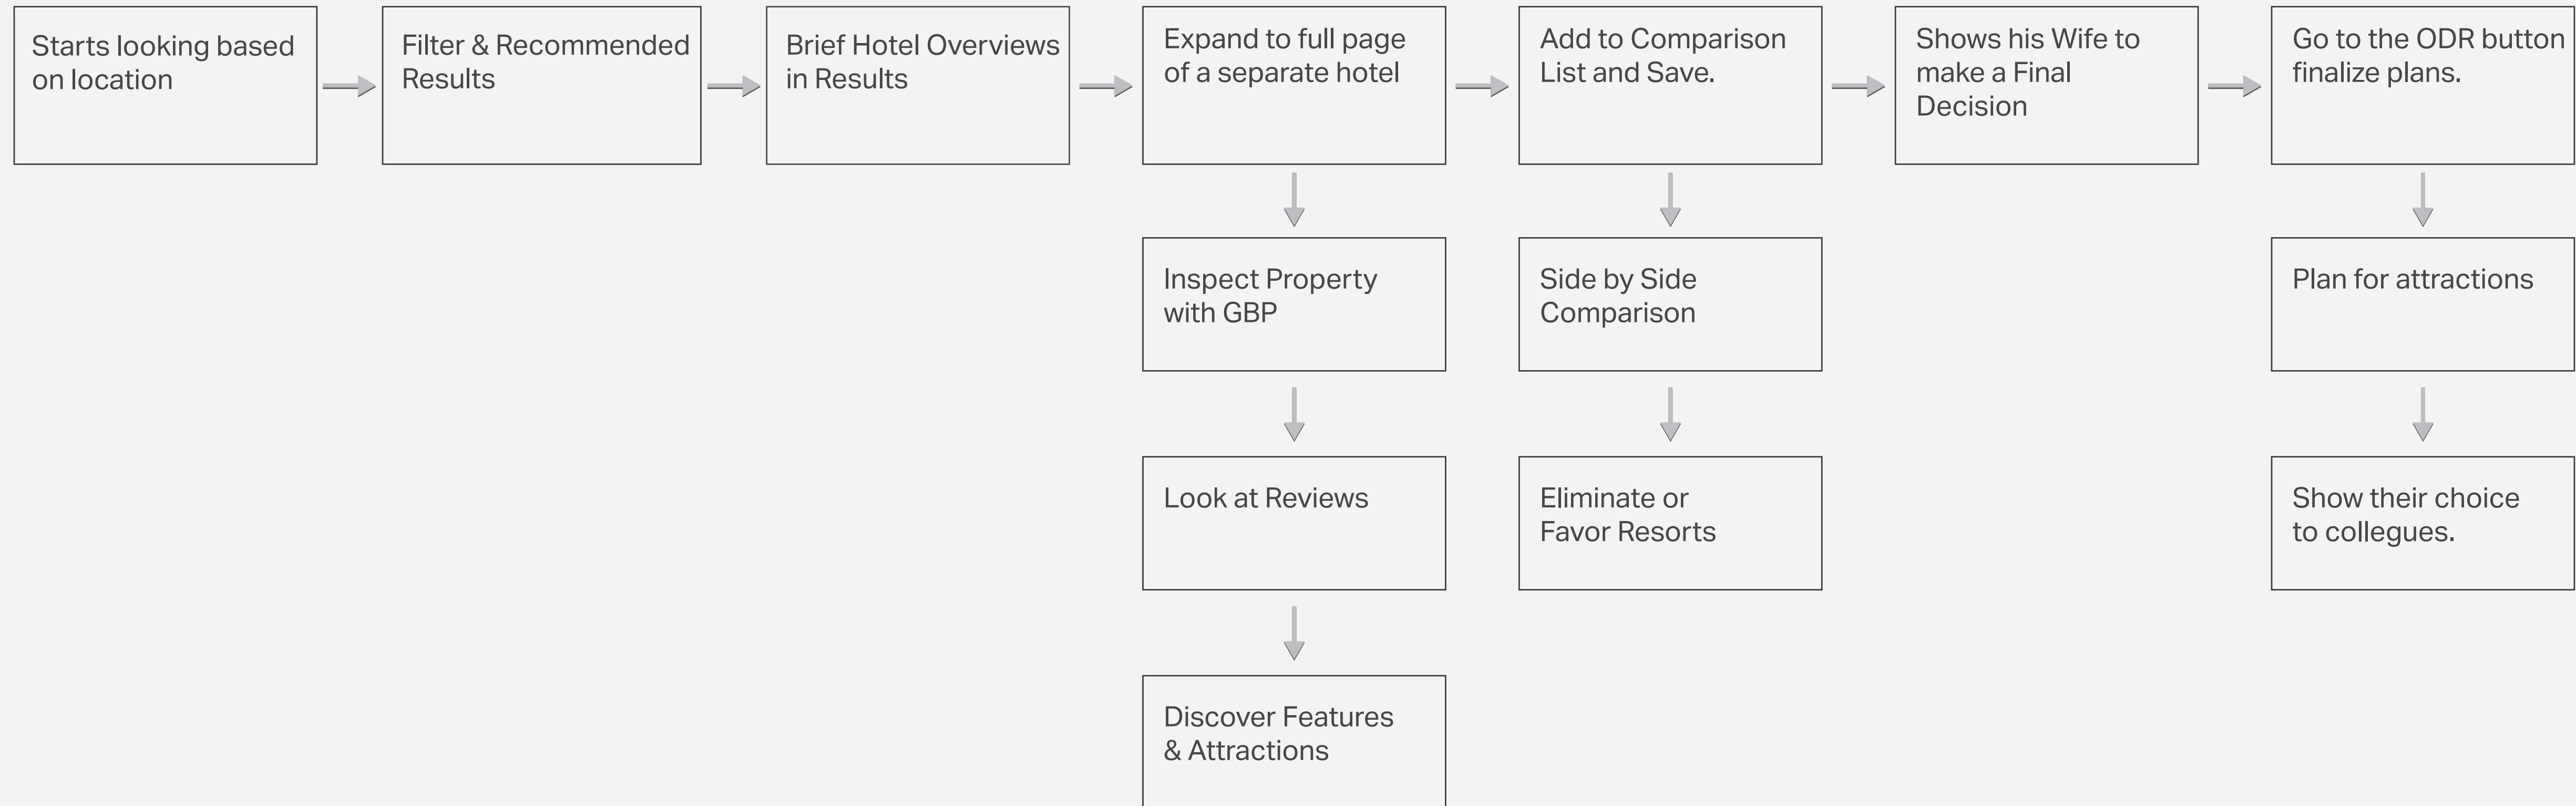 Starts looking based
on location
Filter & Recommended
Results
Brief Hotel Overviews
in Results
Expand to full page
of a separate hotel
Add to Comparison
List and Save.
Shows his Wife to
make a Final
Decision
Go to the ODR button
finalize plans.
Inspect Property
with GBP
Side by Side
Comparison
Plan for attractions
Look at Reviews
Eliminate or
Favor Resorts
Show their choice
to collegues.
Discover Features
& Attractions